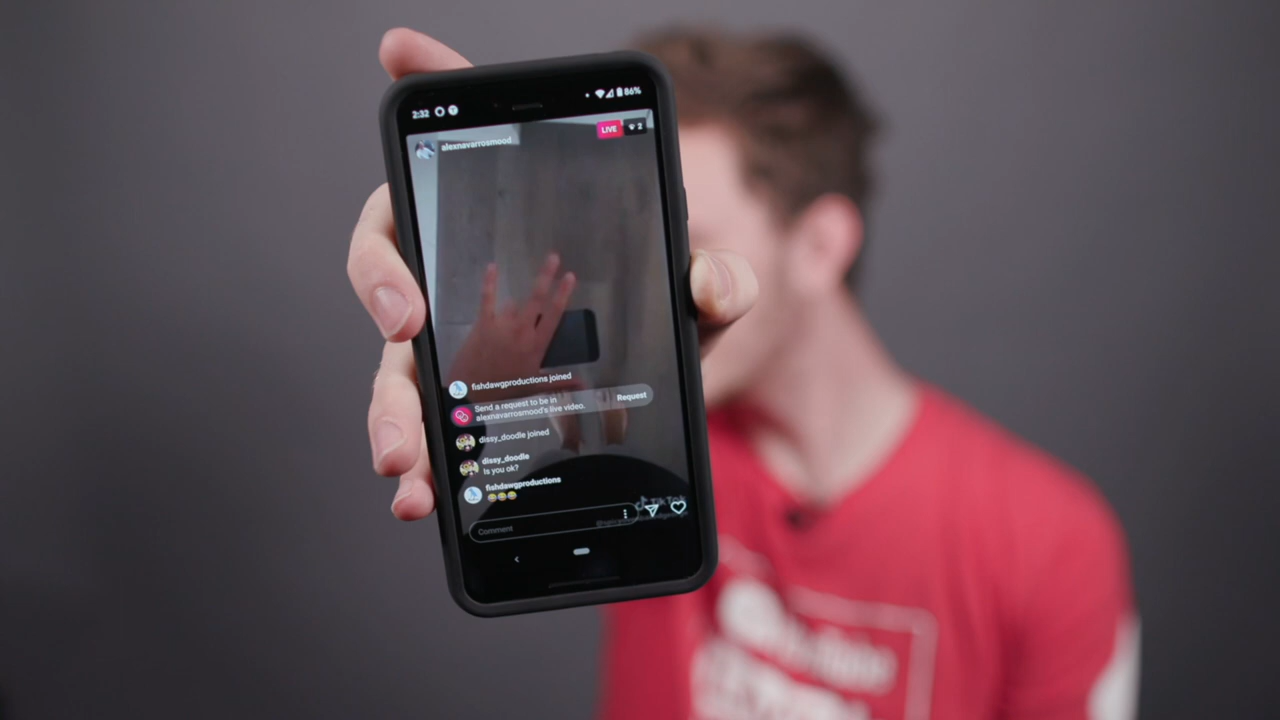 2:32 86%
alexnavarrosmood LIVE 2
fishdawgproductions joined
Send a request to be in Request
alexnavarrosmood's live video.
dissy_doodle joined
dissy_doodle
Is you ok?
fishdawgproductions
😂😂😂
TikTok
Comment